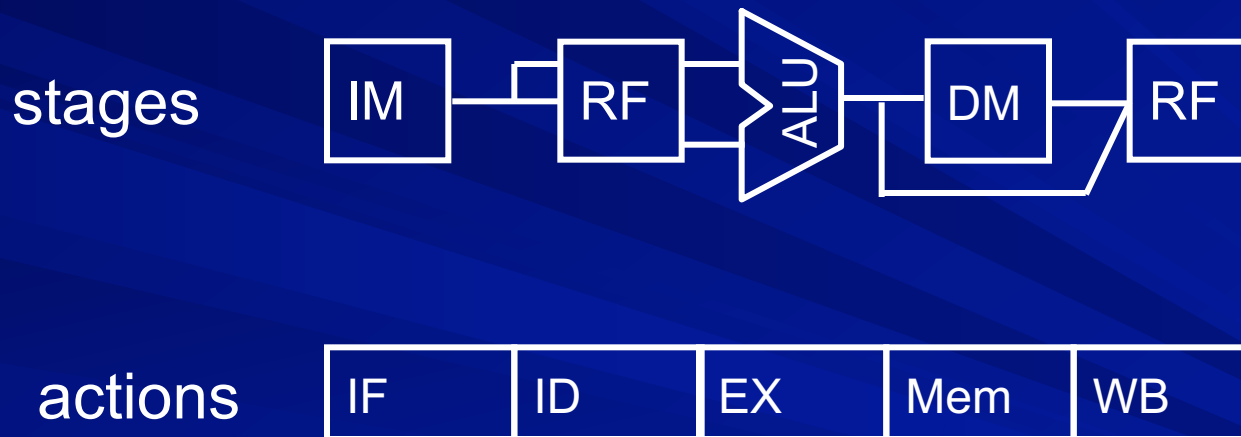 stages IM RF ALU DM RF
actions IF ID EX Mem WB